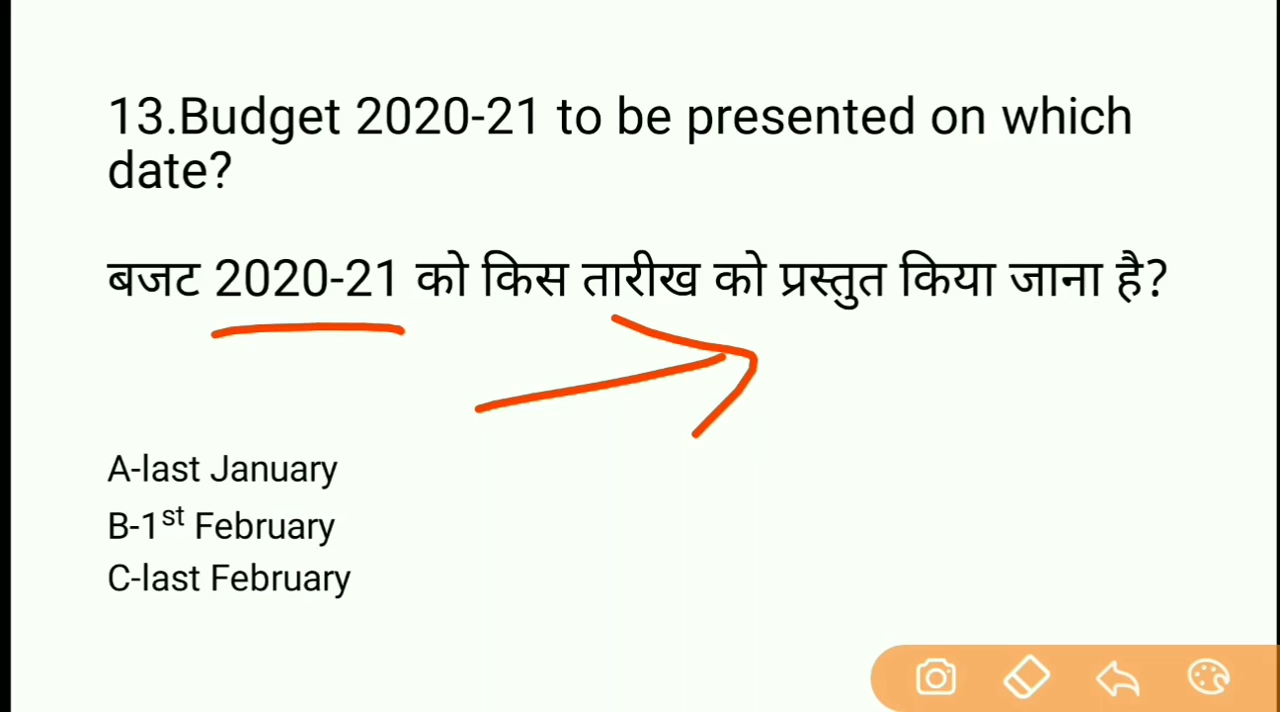 13.Budget 2020-21 to be presented on which
date?
बजट 2020-21 को किस तारीख को प्रस्तुत किया जाना है?
A-last January
B-1st February
C-last February